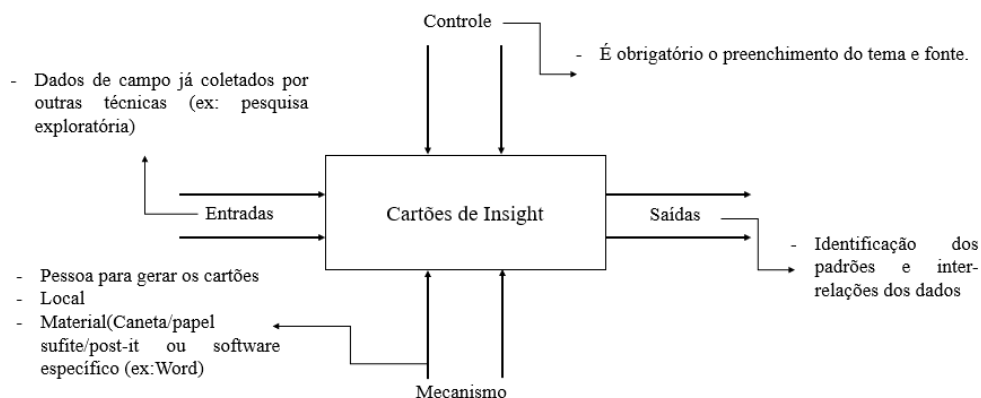 Controle
- É obrigatório o preenchimento do tema e fonte.
- Dados de campo já coletados por
outras técnicas (ex: pesquisa
exploratória)
Entradas
Cartões de Insight
Saídas
- Identificação dos
padrões e inter-
relações dos dados
- Pessoa para gerar os cartões
- Local
- Material(Caneta/papel
sufite/post-it ou software
específico (ex:Word)
Mecanismo